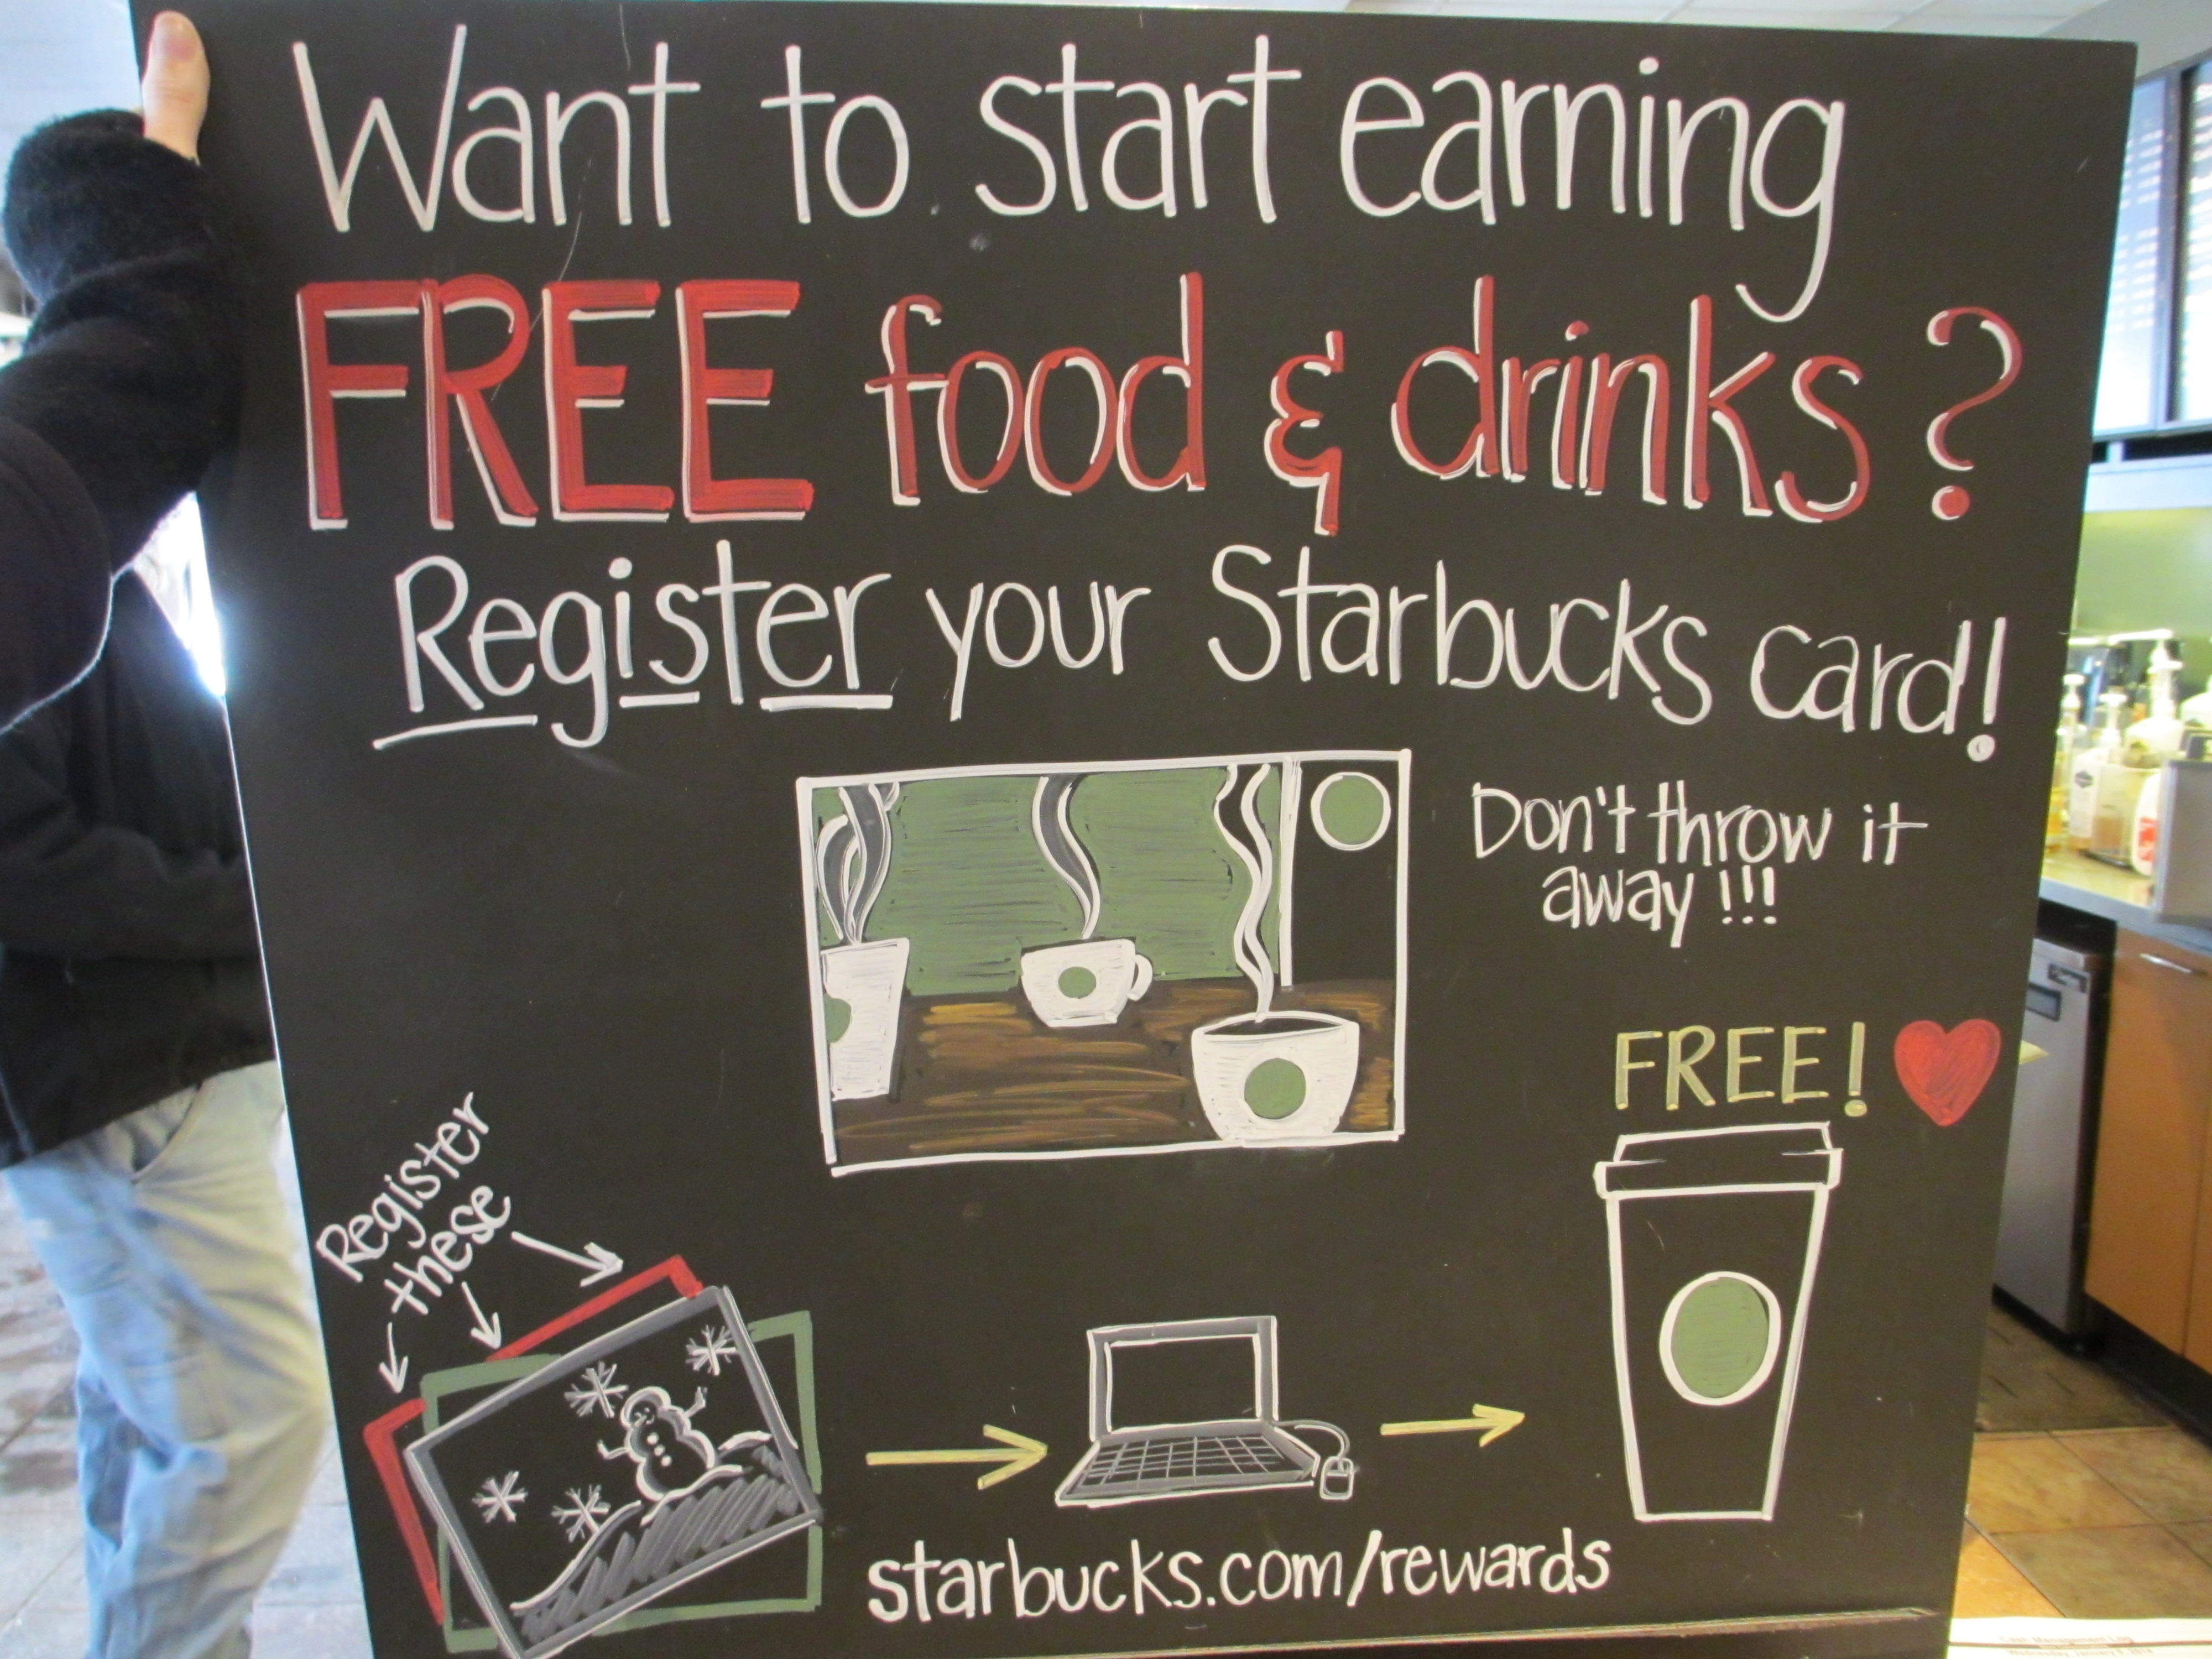 Want to start earning
FREE food & drinks?
Register your Starbucks card!!
Don't throw it
away!!!
FREE!
Register
these
starbucks.com/rewards